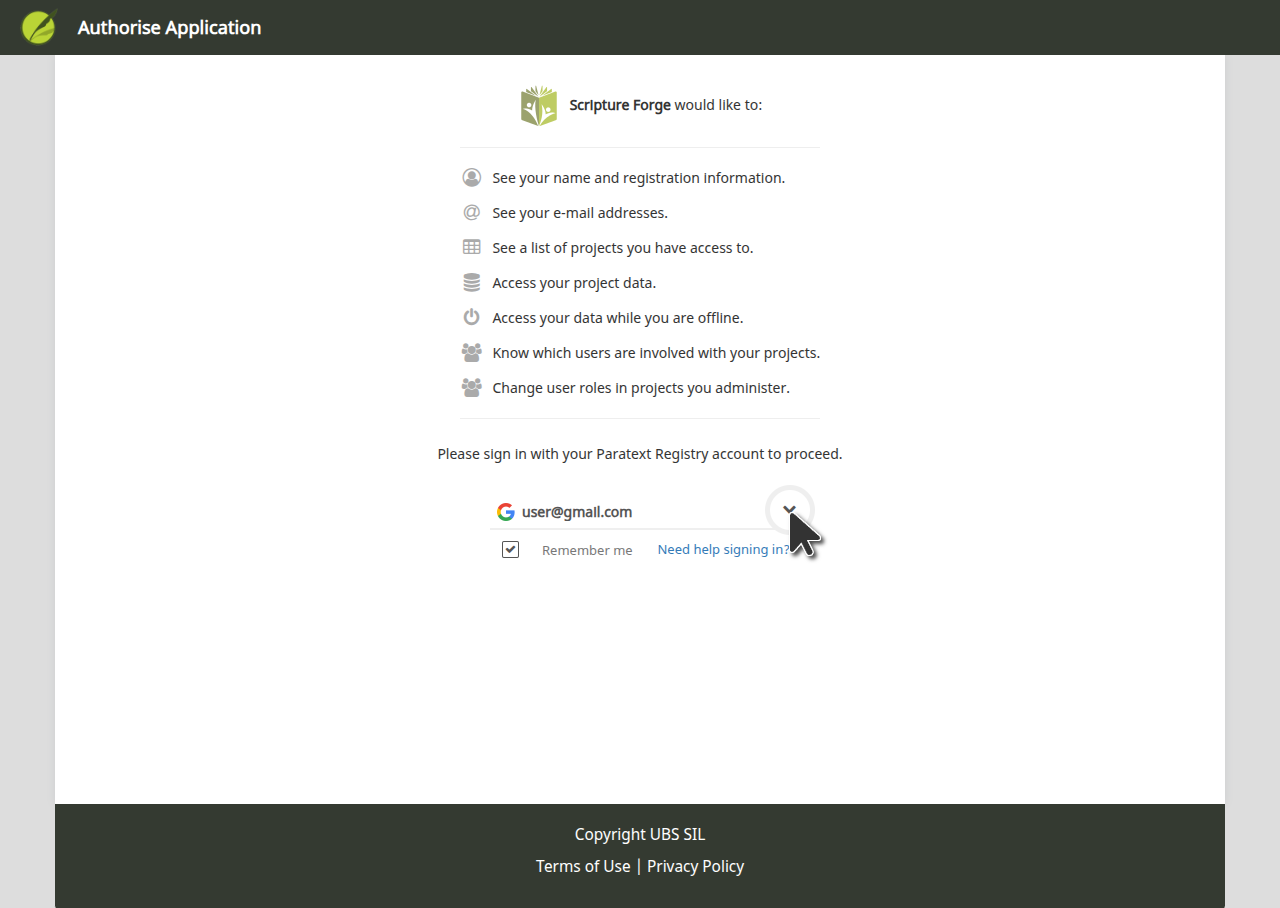 Authorise Application
Scripture Forge would like to:
See your name and registration information.
@ See your e-mail addresses.
See a list of projects you have access to.
Access your project data.
Access your data while you are offline.
Know which users are involved with your projects.
Change user roles in projects you administer.
Please sign in with your Paratext Registry account to proceed.
user@gmail.com
Remember me Need help signing in?
Copyright UBS SIL
Terms of Use | Privacy Policy